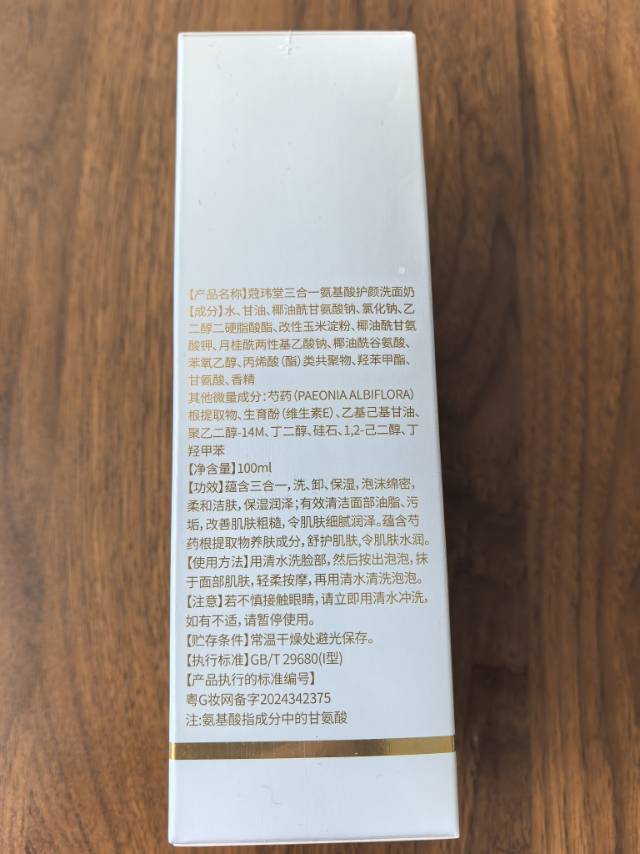 【产品名称】蔻玮堂三合一氨基酸护颜洗面奶
【成分】水、甘油、椰油酰甘氨酸钠、氯化钠、乙
二醇二硬脂酸酯、改性玉米淀粉、椰油酰甘氨
酸钾、月桂酰两性基乙酸钠、椰油酰谷氨酸、
苯氧乙醇、丙烯酸（酯）类共聚物、羟苯甲酯、
甘氨酸、香精
其他微量成分：芍药（PAEONIA ALBIFLORA）
根提取物、生育酚（维生素E）、乙基己基甘油、
聚乙二醇-14M、丁二醇、硅石、1,2-己二醇、丁
羟甲苯
【净含量】100ml
【功效】蕴含三合一，洗、卸、保湿，泡沫绵密，
柔和洁肤，保湿润泽；有效清洁面部油脂、污
垢，改善肌肤粗糙，令肌肤细腻润泽。蕴含芍
药根提取物养肤成分，舒护肌肤，令肌肤水润。
【使用方法】用清水洗脸部，然后按出泡泡，抹
于面部肌肤，轻柔按摩，再用清水清洗泡泡。
【注意】若不慎接触眼睛，请立即用清水冲洗，
如有不适，请暂停使用。
【贮存条件】常温干燥处避光保存。
【执行标准】GB/T 29680(I型)
【产品执行的标准编号】
粤G妆网备字2024342375
注：氨基酸指成分中的甘氨酸